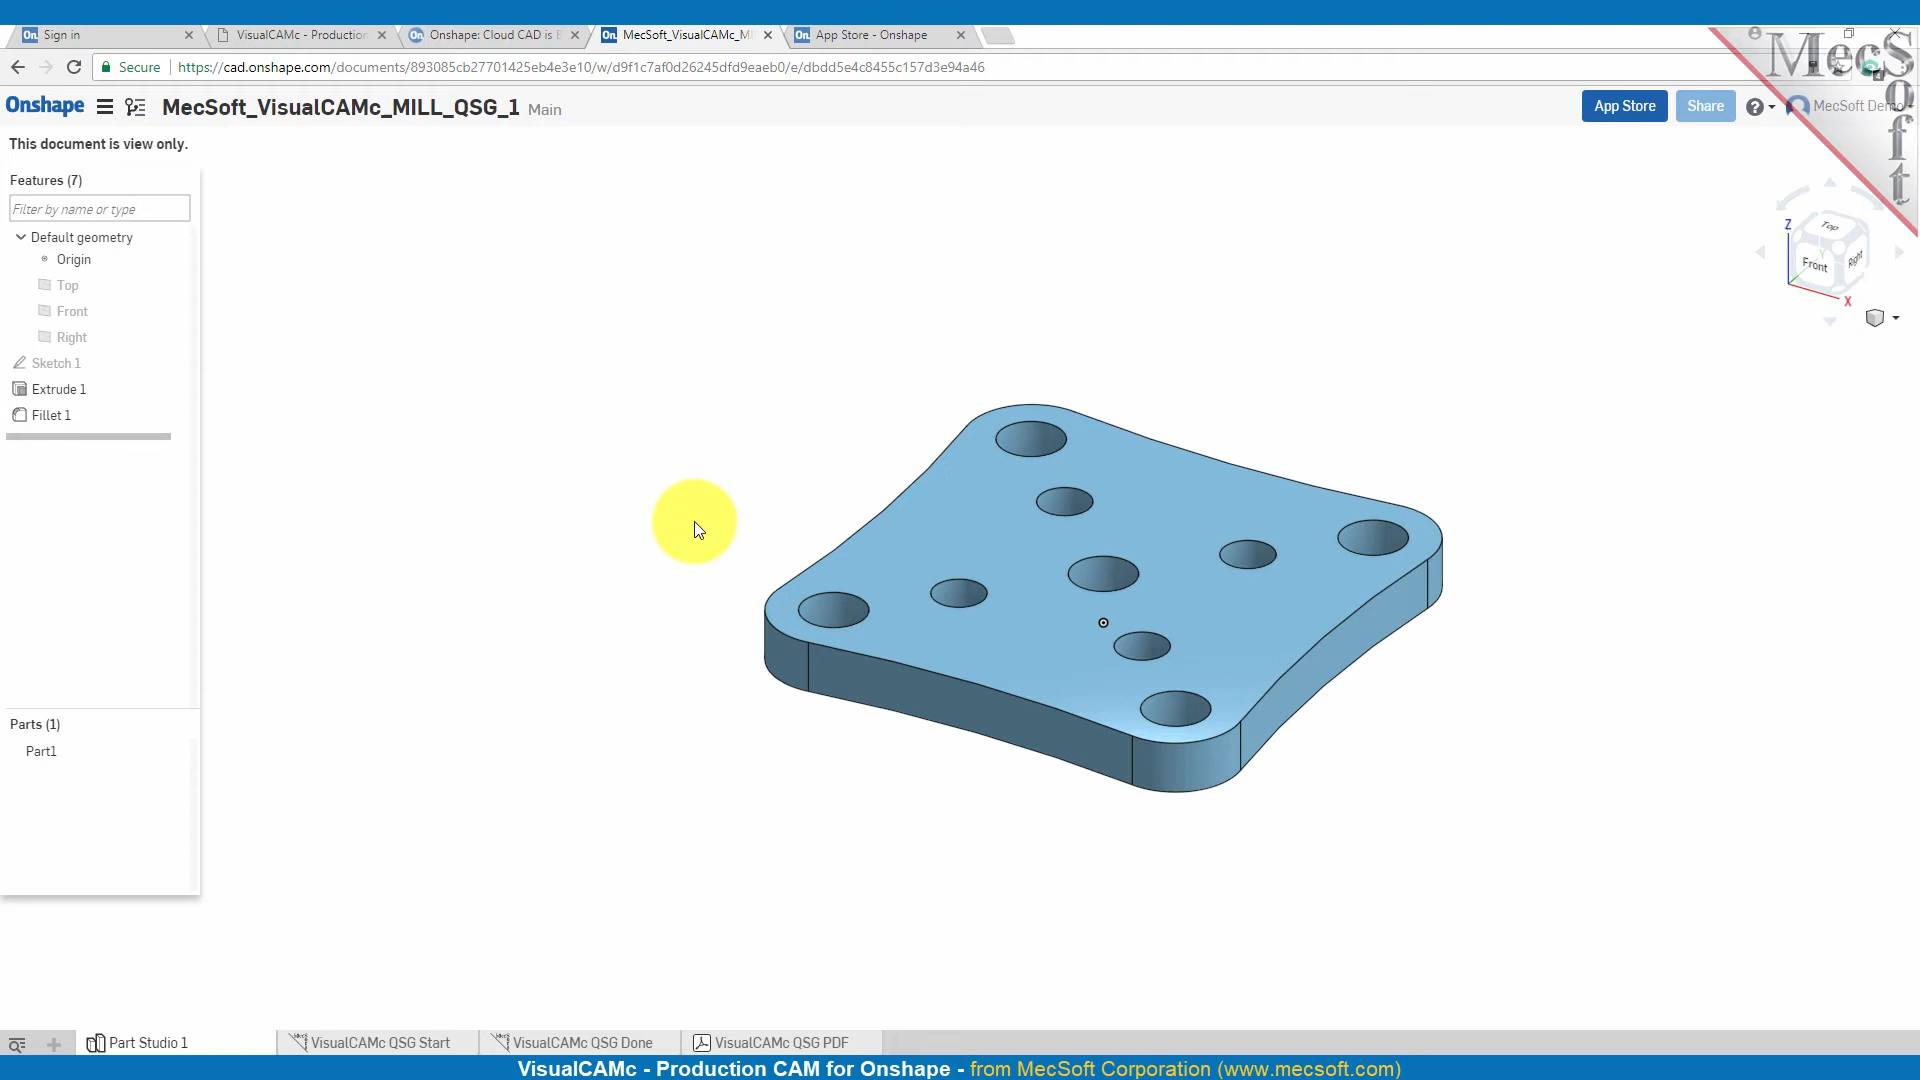 Sign in
VisualCAMc - Production
Onshape: Cloud CAD is
MecSoft_VisualCAMc_M
App Store - Onshape
Secure
https://cad.onshape.com/documents/893085cb27701425eb4e3e10/w/d9f1c7af0d26245dfd9eaeb0/e/dbdd5e4c8455c157d3e94a46
MecSoft
Onshape
MecSoft_VisualCAMc_MILL_QSG_1 Main
App Store
Share
MecSoft Demo
This document is view only.
Features (7)
Filter by name or type
Default geometry
Origin
Top
Front
Right
Sketch 1
Extrude 1
Fillet 1
Z
Top
Front
Right
Y
X
Parts (1)
Part1
Part Studio 1
VisualCAMc QSG Start
VisualCAMc QSG Done
VisualCAMc QSG PDF
VisualCAMc - Production CAM for Onshape - from MecSoft Corporation (www.mecsoft.com)